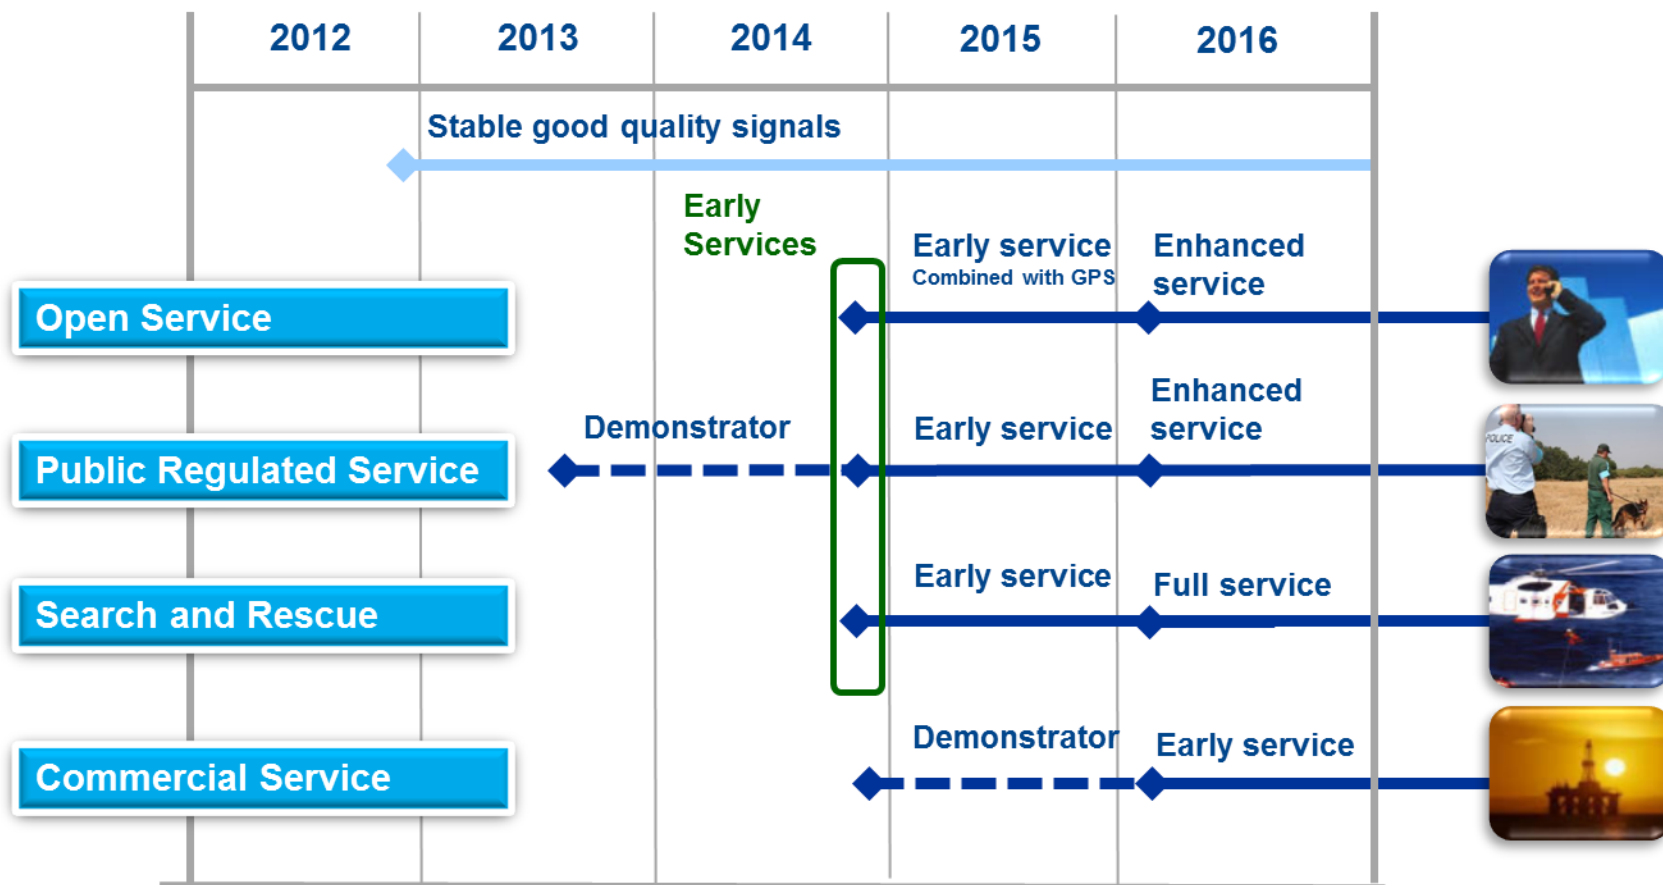 2012 2013 2014 2015 2016
Stable good quality signals
Early
Services
Early service
Combined with GPS
Enhanced
service
Open Service
Demonstrator
Early service
Enhanced
service
Public Regulated Service
POLICE
Early service
Full service
Search and Rescue
Demonstrator
Early service
Commercial Service